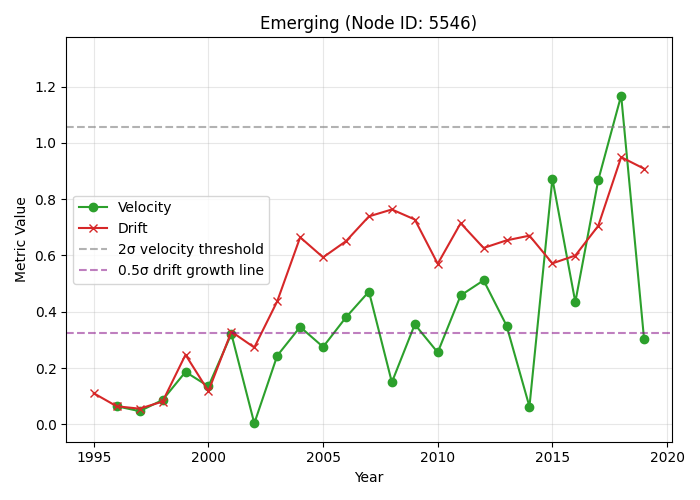 Emerging (Node ID: 5546)
Metric Value
1.2
1.0
0.8
0.6
0.4
0.2
0.0
Velocity
Drift
2σ velocity threshold
0.5σ drift growth line
1995
2000
2005
2010
2015
2020
Year